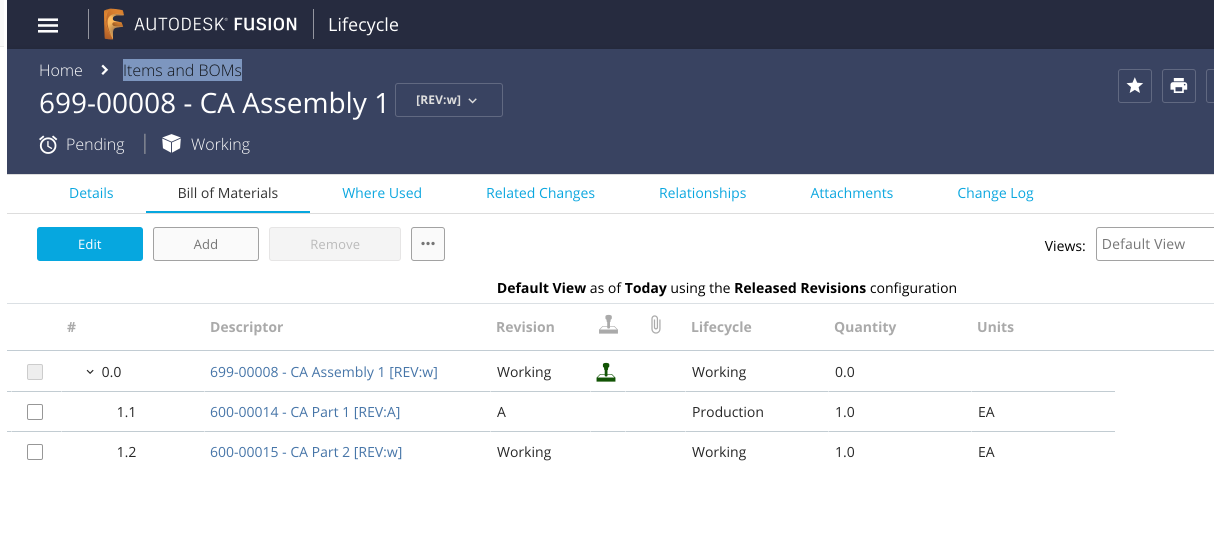 AUTODESK® FUSION Lifecycle
Home > Items and BOMs
699-00008 - CA Assembly 1 [REV:w]
Pending Working
Details Bill of Materials Where Used Related Changes Relationships Attachments Change Log
Edit Add Remove ··· Views: Default View
Default View as of Today using the Released Revisions configuration
# Descriptor Revision Lifecycle Quantity Units
0.0 699-00008 - CA Assembly 1 [REV:w] Working Working 0.0
1.1 600-00014 - CA Part 1 [REV:A] A Production 1.0 EA
1.2 600-00015 - CA Part 2 [REV:w] Working Working 1.0 EA